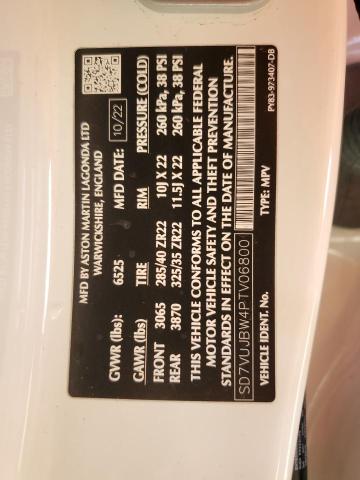 MFD BY ASTON MARTIN LAGONDA LTD
WARWICKSHIRE, ENGLAND
GVWR (lbs): 6525 MFD DATE: 10/22
GAWR (lbs): TIRE RIM PRESSURE (COLD)
FRONT 3065 285/40 ZR22 10J X 22 260 kPa, 38 PSI
REAR 3870 325/35 ZR22 11.5J X 22 260 kPa, 38 PSI
THIS VEHICLE CONFORMS TO ALL APPLICABLE FEDERAL
MOTOR VEHICLE SAFETY AND THEFT PREVENTION
STANDARDS IN EFFECT ON THE DATE OF MANUFACTURE.
SD7VUJBW4PTV06800
VEHICLE IDENT. No. TYPE: MPV
PY83-973407-DB